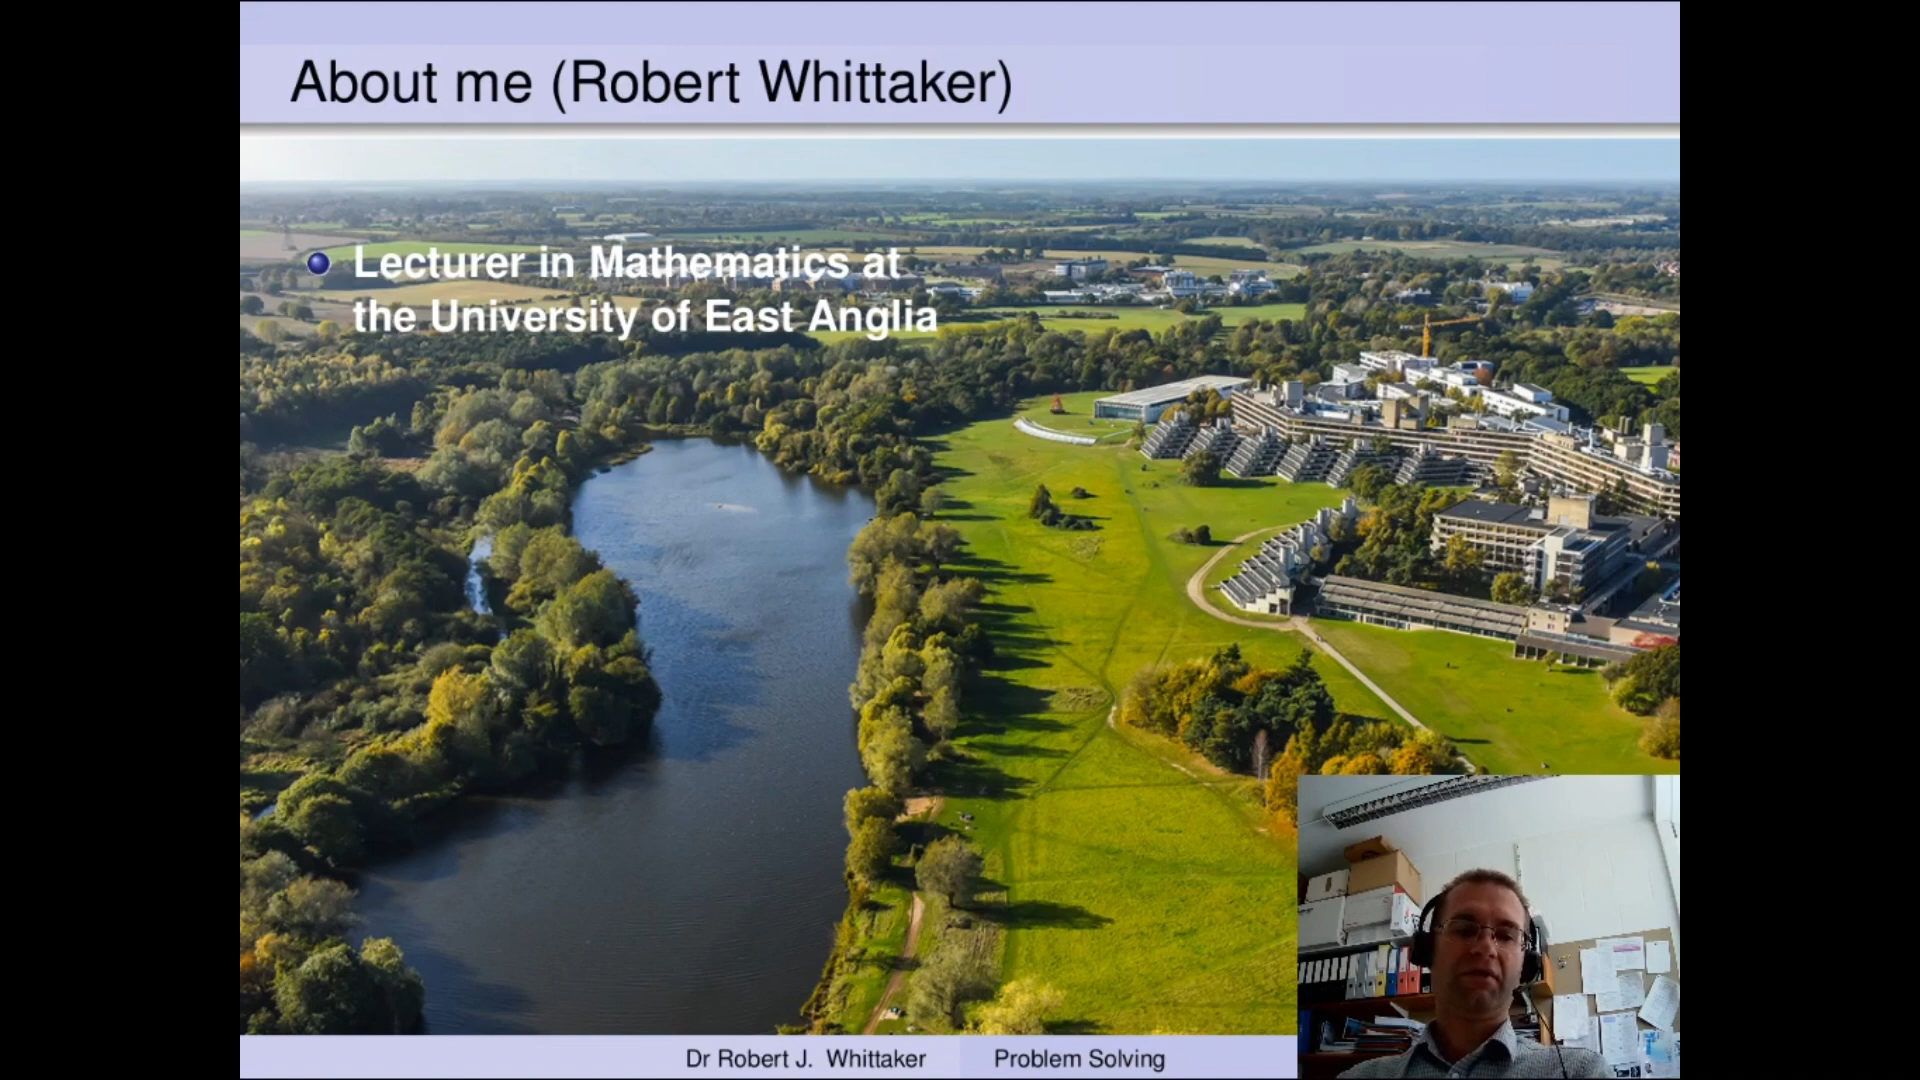 About me (Robert Whittaker)
Lecturer in Mathematics at
the University of East Anglia
Dr Robert J. Whittaker
Problem Solving